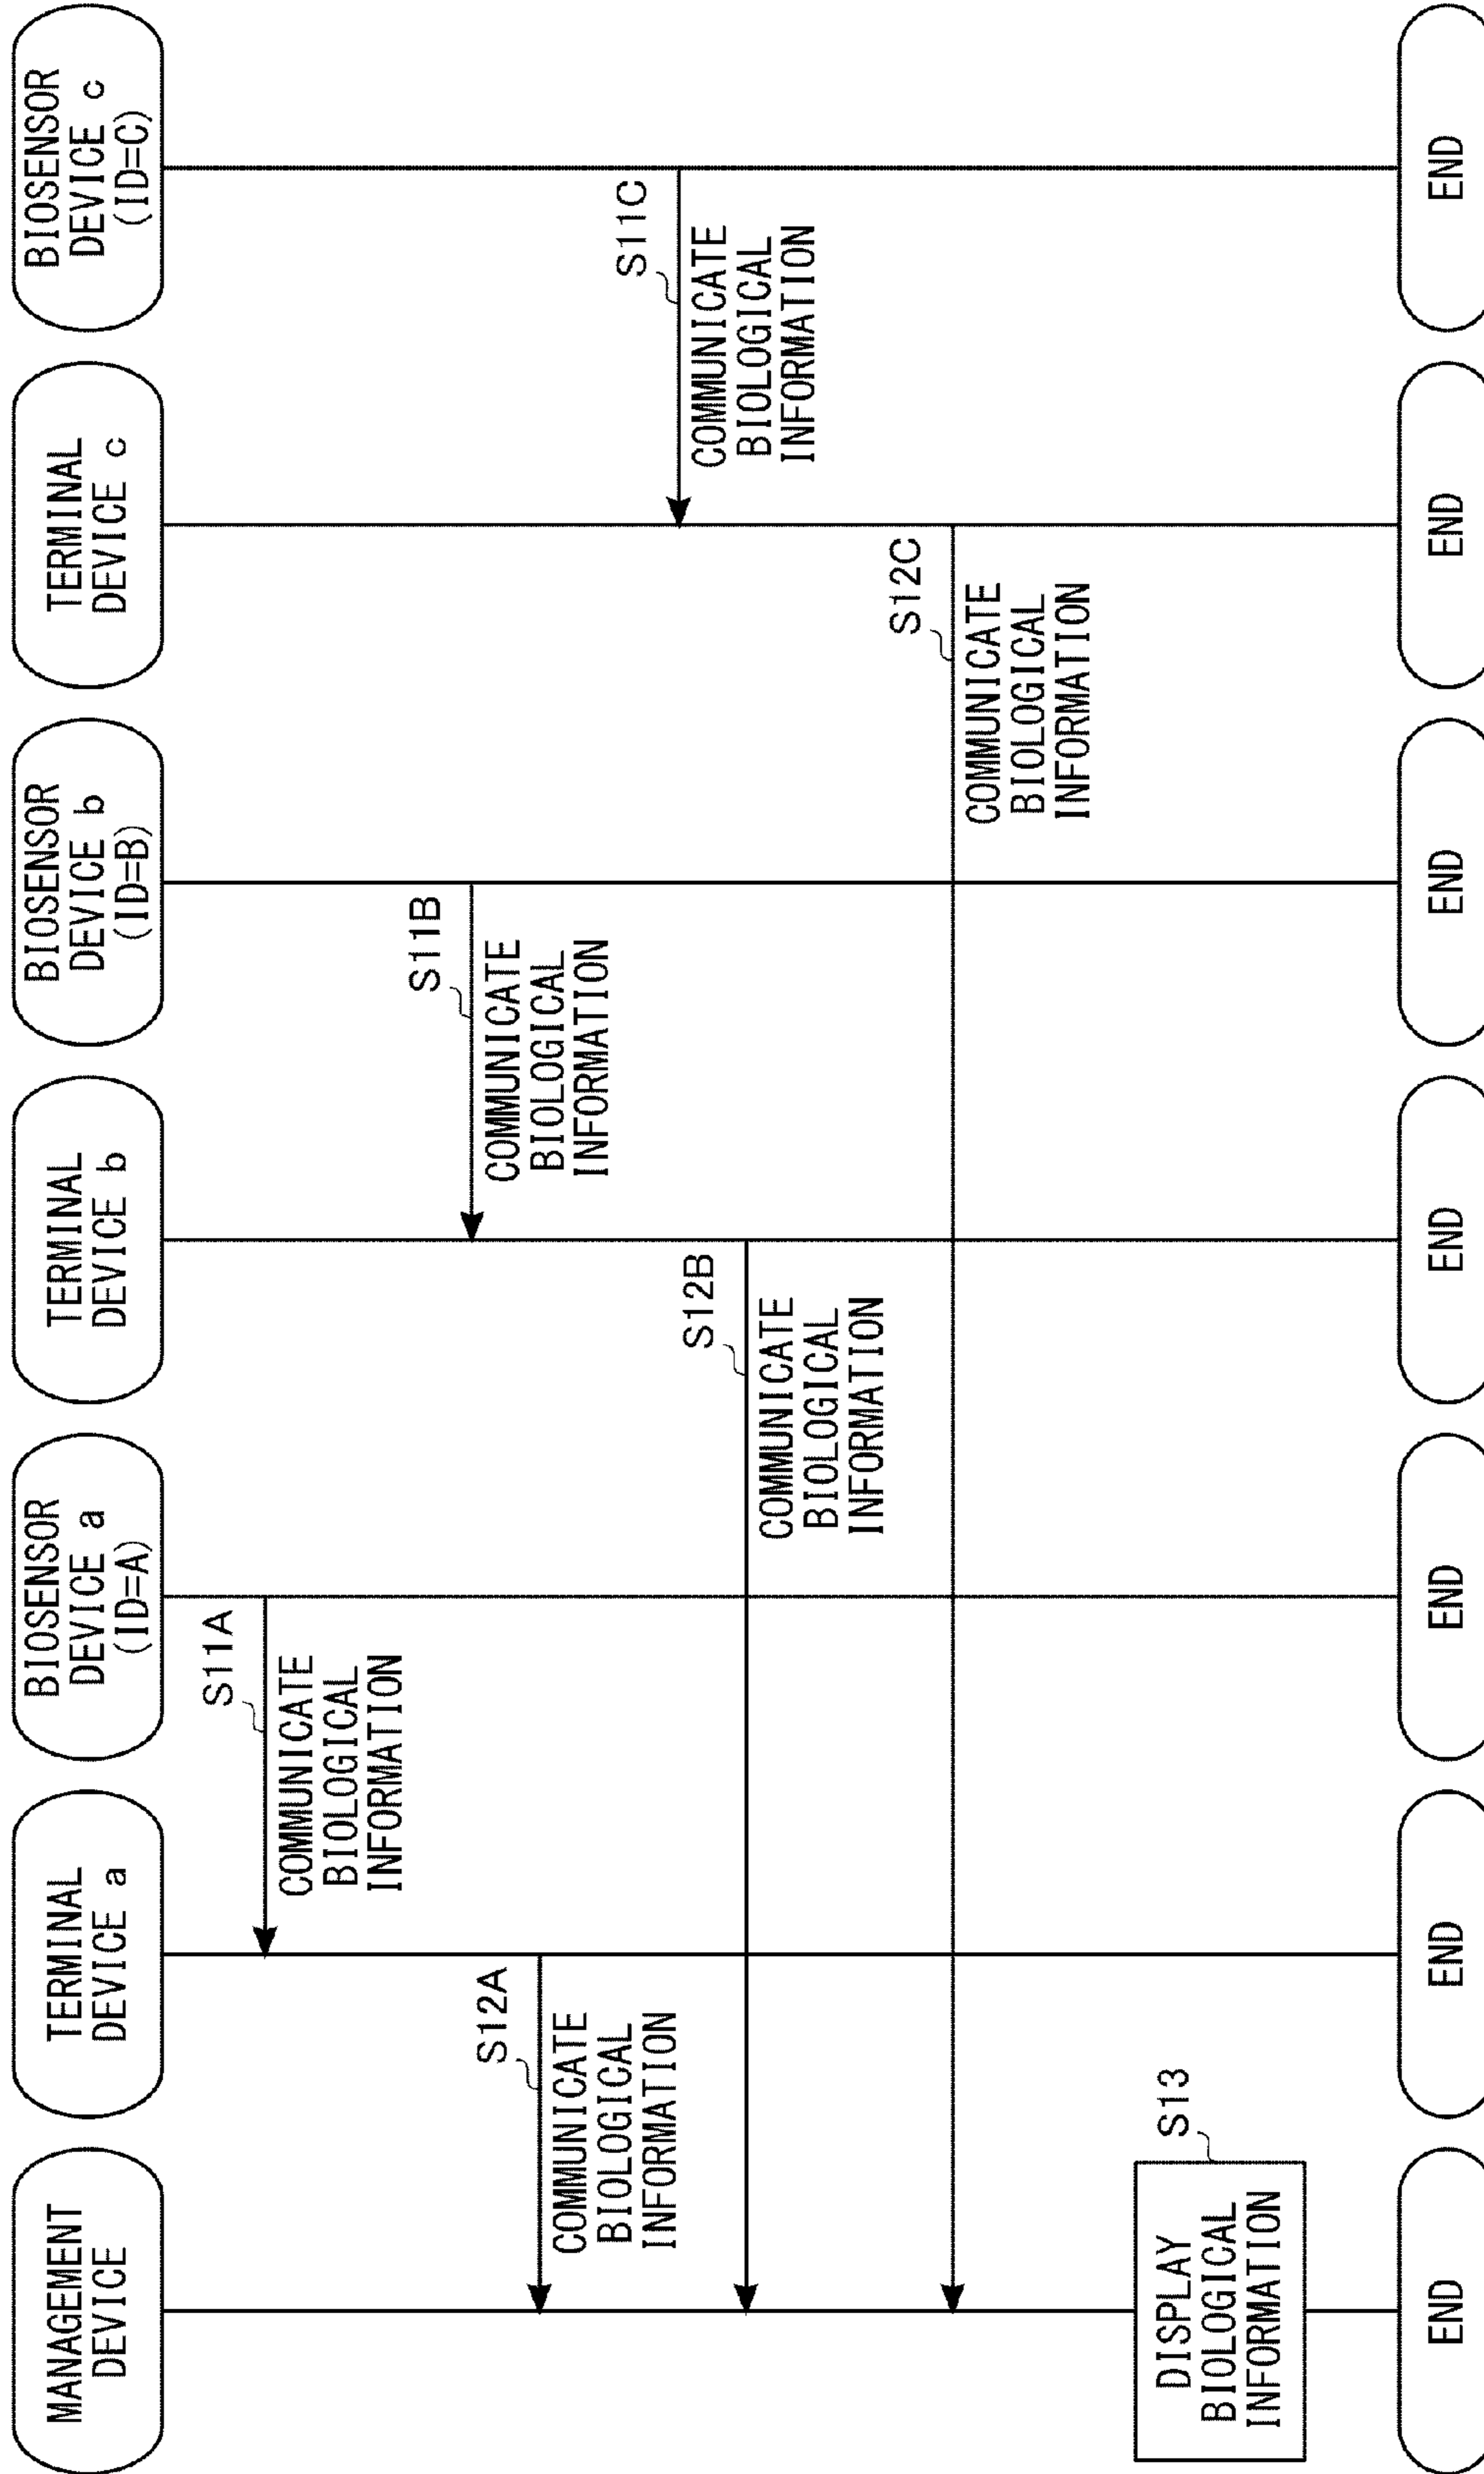 MANAGEMENT
DEVICE
TERMINAL
DEVICE a
BIOSENSOR
DEVICE a
(ID=A)
TERMINAL
DEVICE b
BIOSENSOR
DEVICE b
(ID=B)
TERMINAL
DEVICE c
BIOSENSOR
DEVICE c
(ID=C)
S11A
COMMUNICATE
BIOLOGICAL
INFORMATION
S11B
COMMUNICATE
BIOLOGICAL
INFORMATION
S12A
COMMUNICATE
BIOLOGICAL
INFORMATION
S11C
COMMUNICATE
BIOLOGICAL
INFORMATION
S12B
COMMUNICATE
BIOLOGICAL
INFORMATION
S12C
COMMUNICATE
BIOLOGICAL
INFORMATION
S13
DISPLAY
BIOLOGICAL
INFORMATION
END
END
END
END
END
END
END